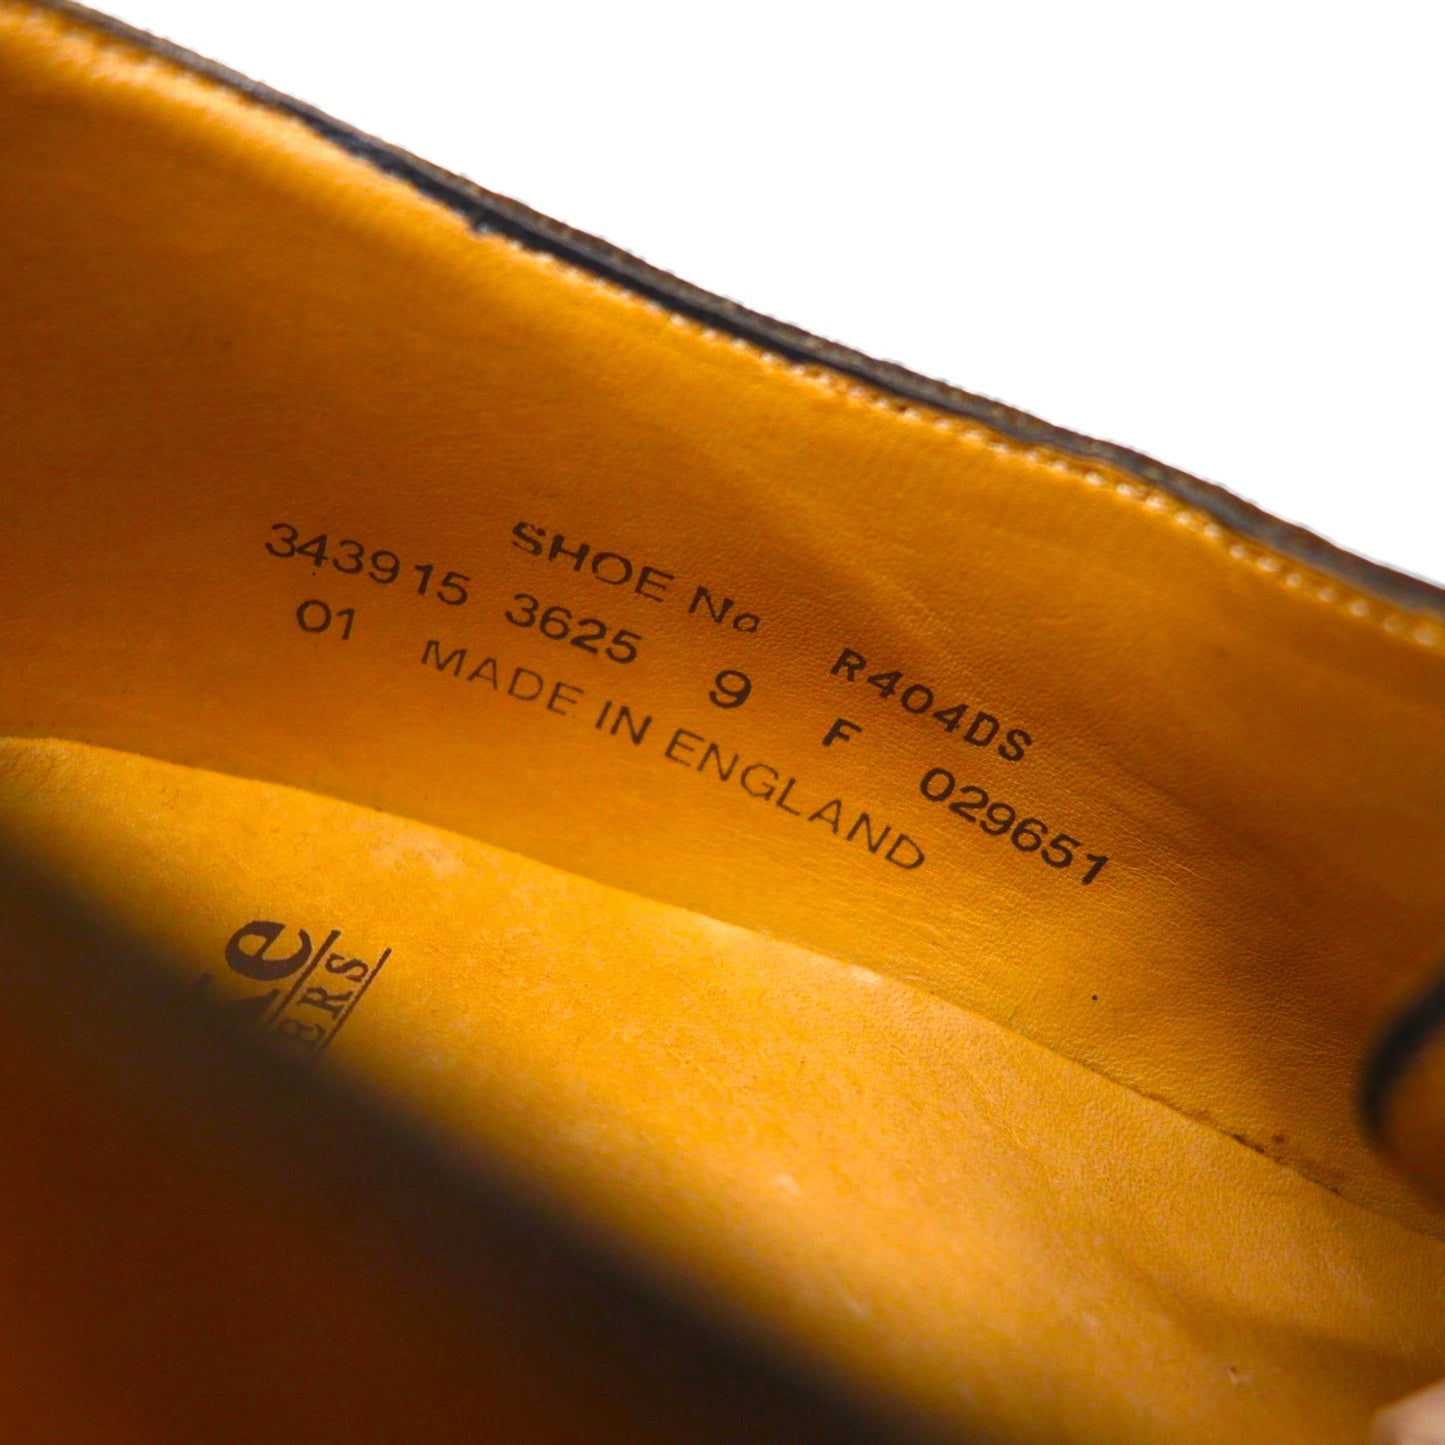 SHOE No R404DS
343915 3625 9 F 029651
01 MADE IN ENGLAND